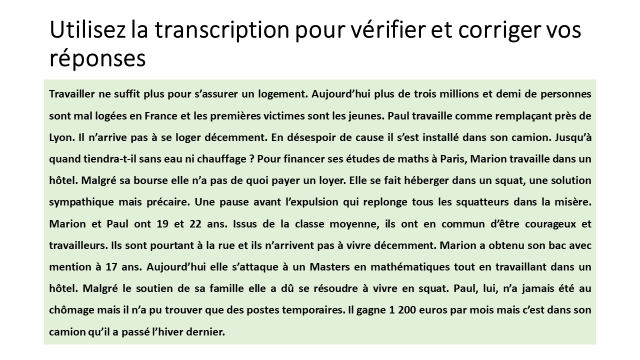 Utilisez la transcription pour vérifier et corriger vos
réponses
Travailler ne suffit plus pour s’assurer un logement. Aujourd’hui plus de trois millions et demi de personnes
sont mal logées en France et les premières victimes sont les jeunes. Paul travaille comme remplaçant près de
Lyon. Il n’arrive pas à se loger décemment. En désespoir de cause il s’est installé dans son camion. Jusqu’à
quand tiendra-t-il sans eau ni chauffage ? Pour financer ses études de maths à Paris, Marion travaille dans un
hôtel. Malgré sa bourse elle n’a pas de quoi payer un loyer. Elle se fait héberger dans un squat, une solution
sympathique mais précaire. Une pause avant l’expulsion qui replonge tous les squatteurs dans la misère.
Marion et Paul ont 19 et 22 ans. Issus de la classe moyenne, ils ont en commun d’être courageux et
travailleurs. Ils sont pourtant à la rue et ils n’arrivent pas à vivre décemment. Marion a obtenu son bac avec
mention à 17 ans. Aujourd’hui elle s’attaque à un Masters en mathématiques tout en travaillant dans un
hôtel. Malgré le soutien de sa famille elle a dû se résoudre à vivre en squat. Paul, lui, n’a jamais été au
chômage mais il n’a pu trouver que des postes temporaires. Il gagne 1 200 euros par mois mais c’est dans son
camion qu’il a passé l’hiver dernier.